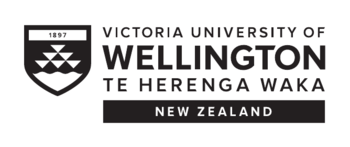 1897
VICTORIA UNIVERSITY OF
WELLINGTON
TE HERENGA WAKA
NEW ZEALAND